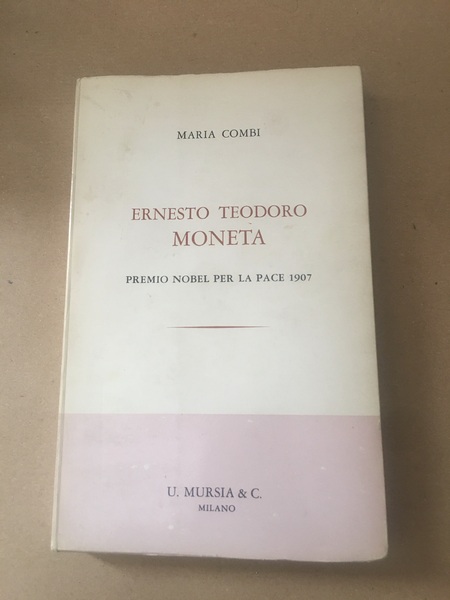 MARIA COMBI
ERNESTO TEODORO
MONETA
PREMIO NOBEL PER LA PACE 1907
U. MURSIA & C.
MILANO